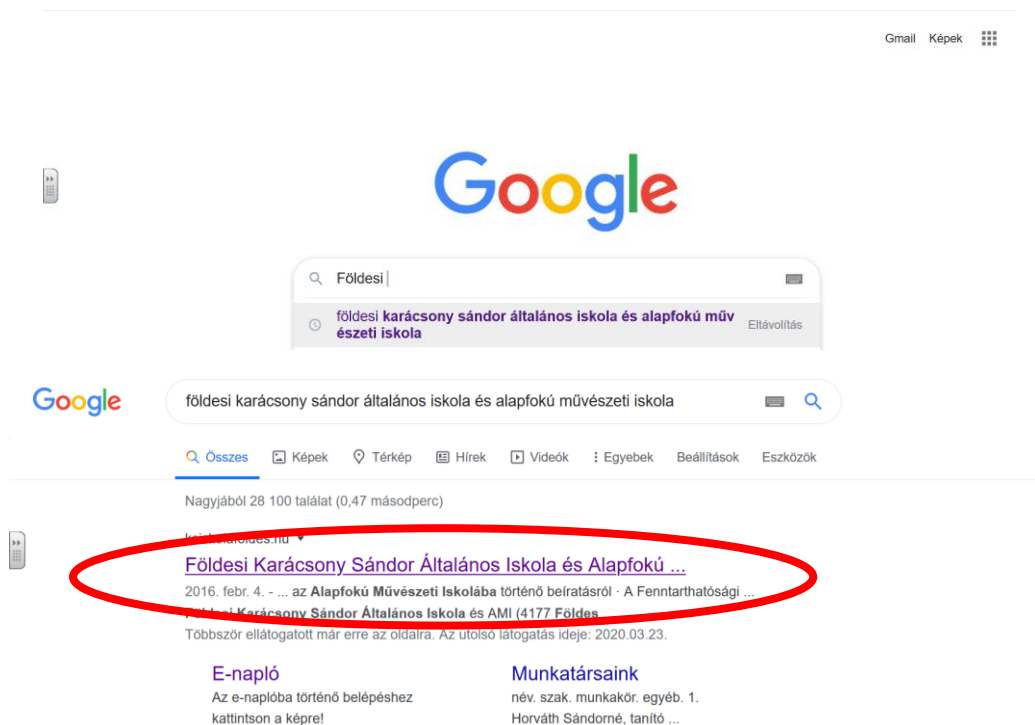 Gmail Képek
Google
Földesi
földesi karácsony sándor általános iskola és alapfokú műv
észeti iskola
Eltávolítás
Google
földesi karácsony sándor általános iskola és alapfokú művészeti iskola
Összes Képek Térkép Hírek Videók Egyebek Beállítások Eszközök
Nagyjából 28 100 találat (0,47 másodperc)
Földesi Karácsony Sándor Általános Iskola és Alapfokú ...
2016. febr. 4. - ... az Alapfokú Művészeti Iskolába történő beíratásról · A Fenntarthatósági ...
Földesi Karácsony Sándor Általános Iskola és AMI (4177 Földes
Többször ellátogatott már erre az oldalra. Az utolsó látogatás ideje: 2020.03.23.
E-napló
Az e-naplóba történő belépéshez
kattintson a képre!
Munkatársaink
név. szak. munkakör. egyéb. 1.
Horváth Sándorné, tanító ...